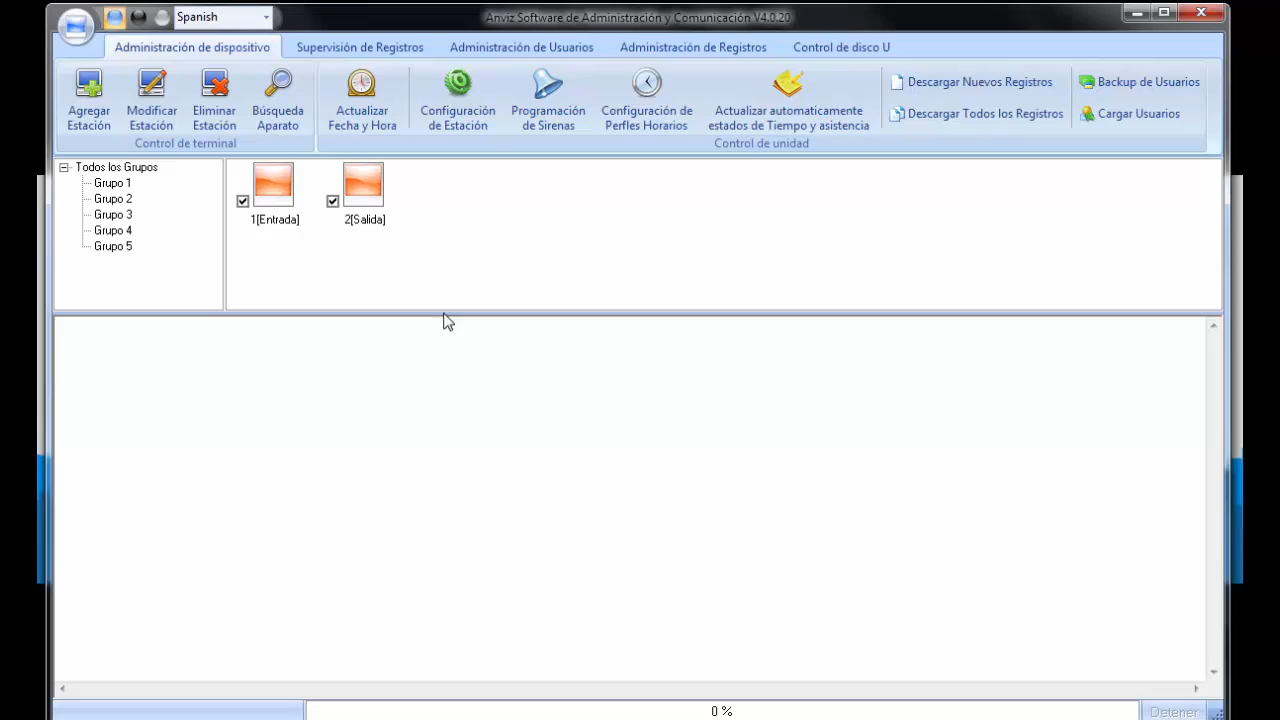 Spanish
Anviz Software de Administración y Comunicación V4.0.20
Administración de dispositivo
Supervisión de Registros
Administración de Usuarios
Administración de Registros
Control de disco U
Agregar
Estación
Modificar
Estación
Eliminar
Estación
Búsqueda
Aparato
Control de terminal
Actualizar
Fecha y Hora
Configuración
de Estación
Programación
de Sirenas
Configuración de
Perfles Horarios
Actualizar automaticamente
estados de Tiempo y asistencia
Descargar Nuevos Registros
Descargar Todos los Registros
Backup de Usuarios
Cargar Usuarios
Control de unidad
Todos los Grupos
Grupo 1
Grupo 2
Grupo 3
Grupo 4
Grupo 5
1[Entrada]
2[Salida]
0 %
Detener